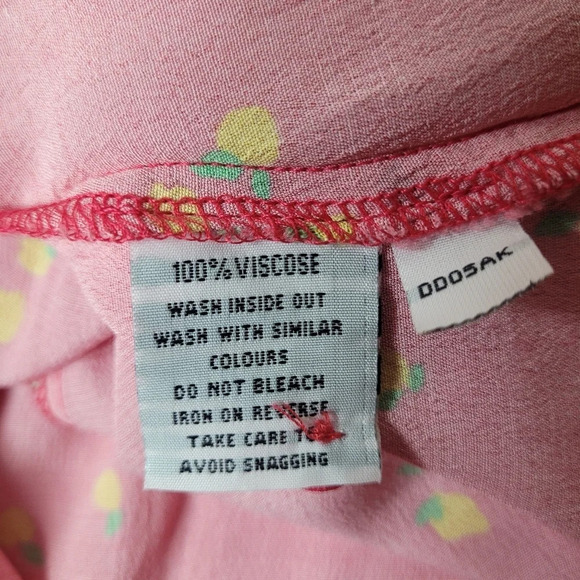 100% VISCOSE
WASH INSIDE OUT
WASH WITH SIMILAR
COLOURS
DO NOT BLEACH
IRON ON REVERSE
TAKE CARE TO
AVOID SNAGGING
DD05AK